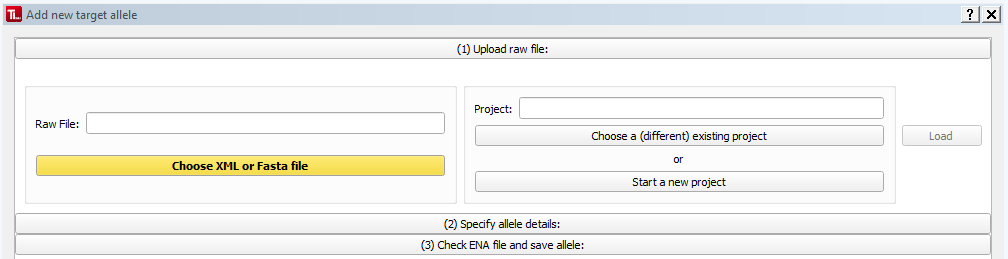 TL Add new target allele ? X
(1) Upload raw file:
Raw File:
Choose XML or Fasta file
Project:
Choose a (different) existing project
or
Start a new project
Load
(2) Specify allele details:
(3) Check ENA file and save allele: